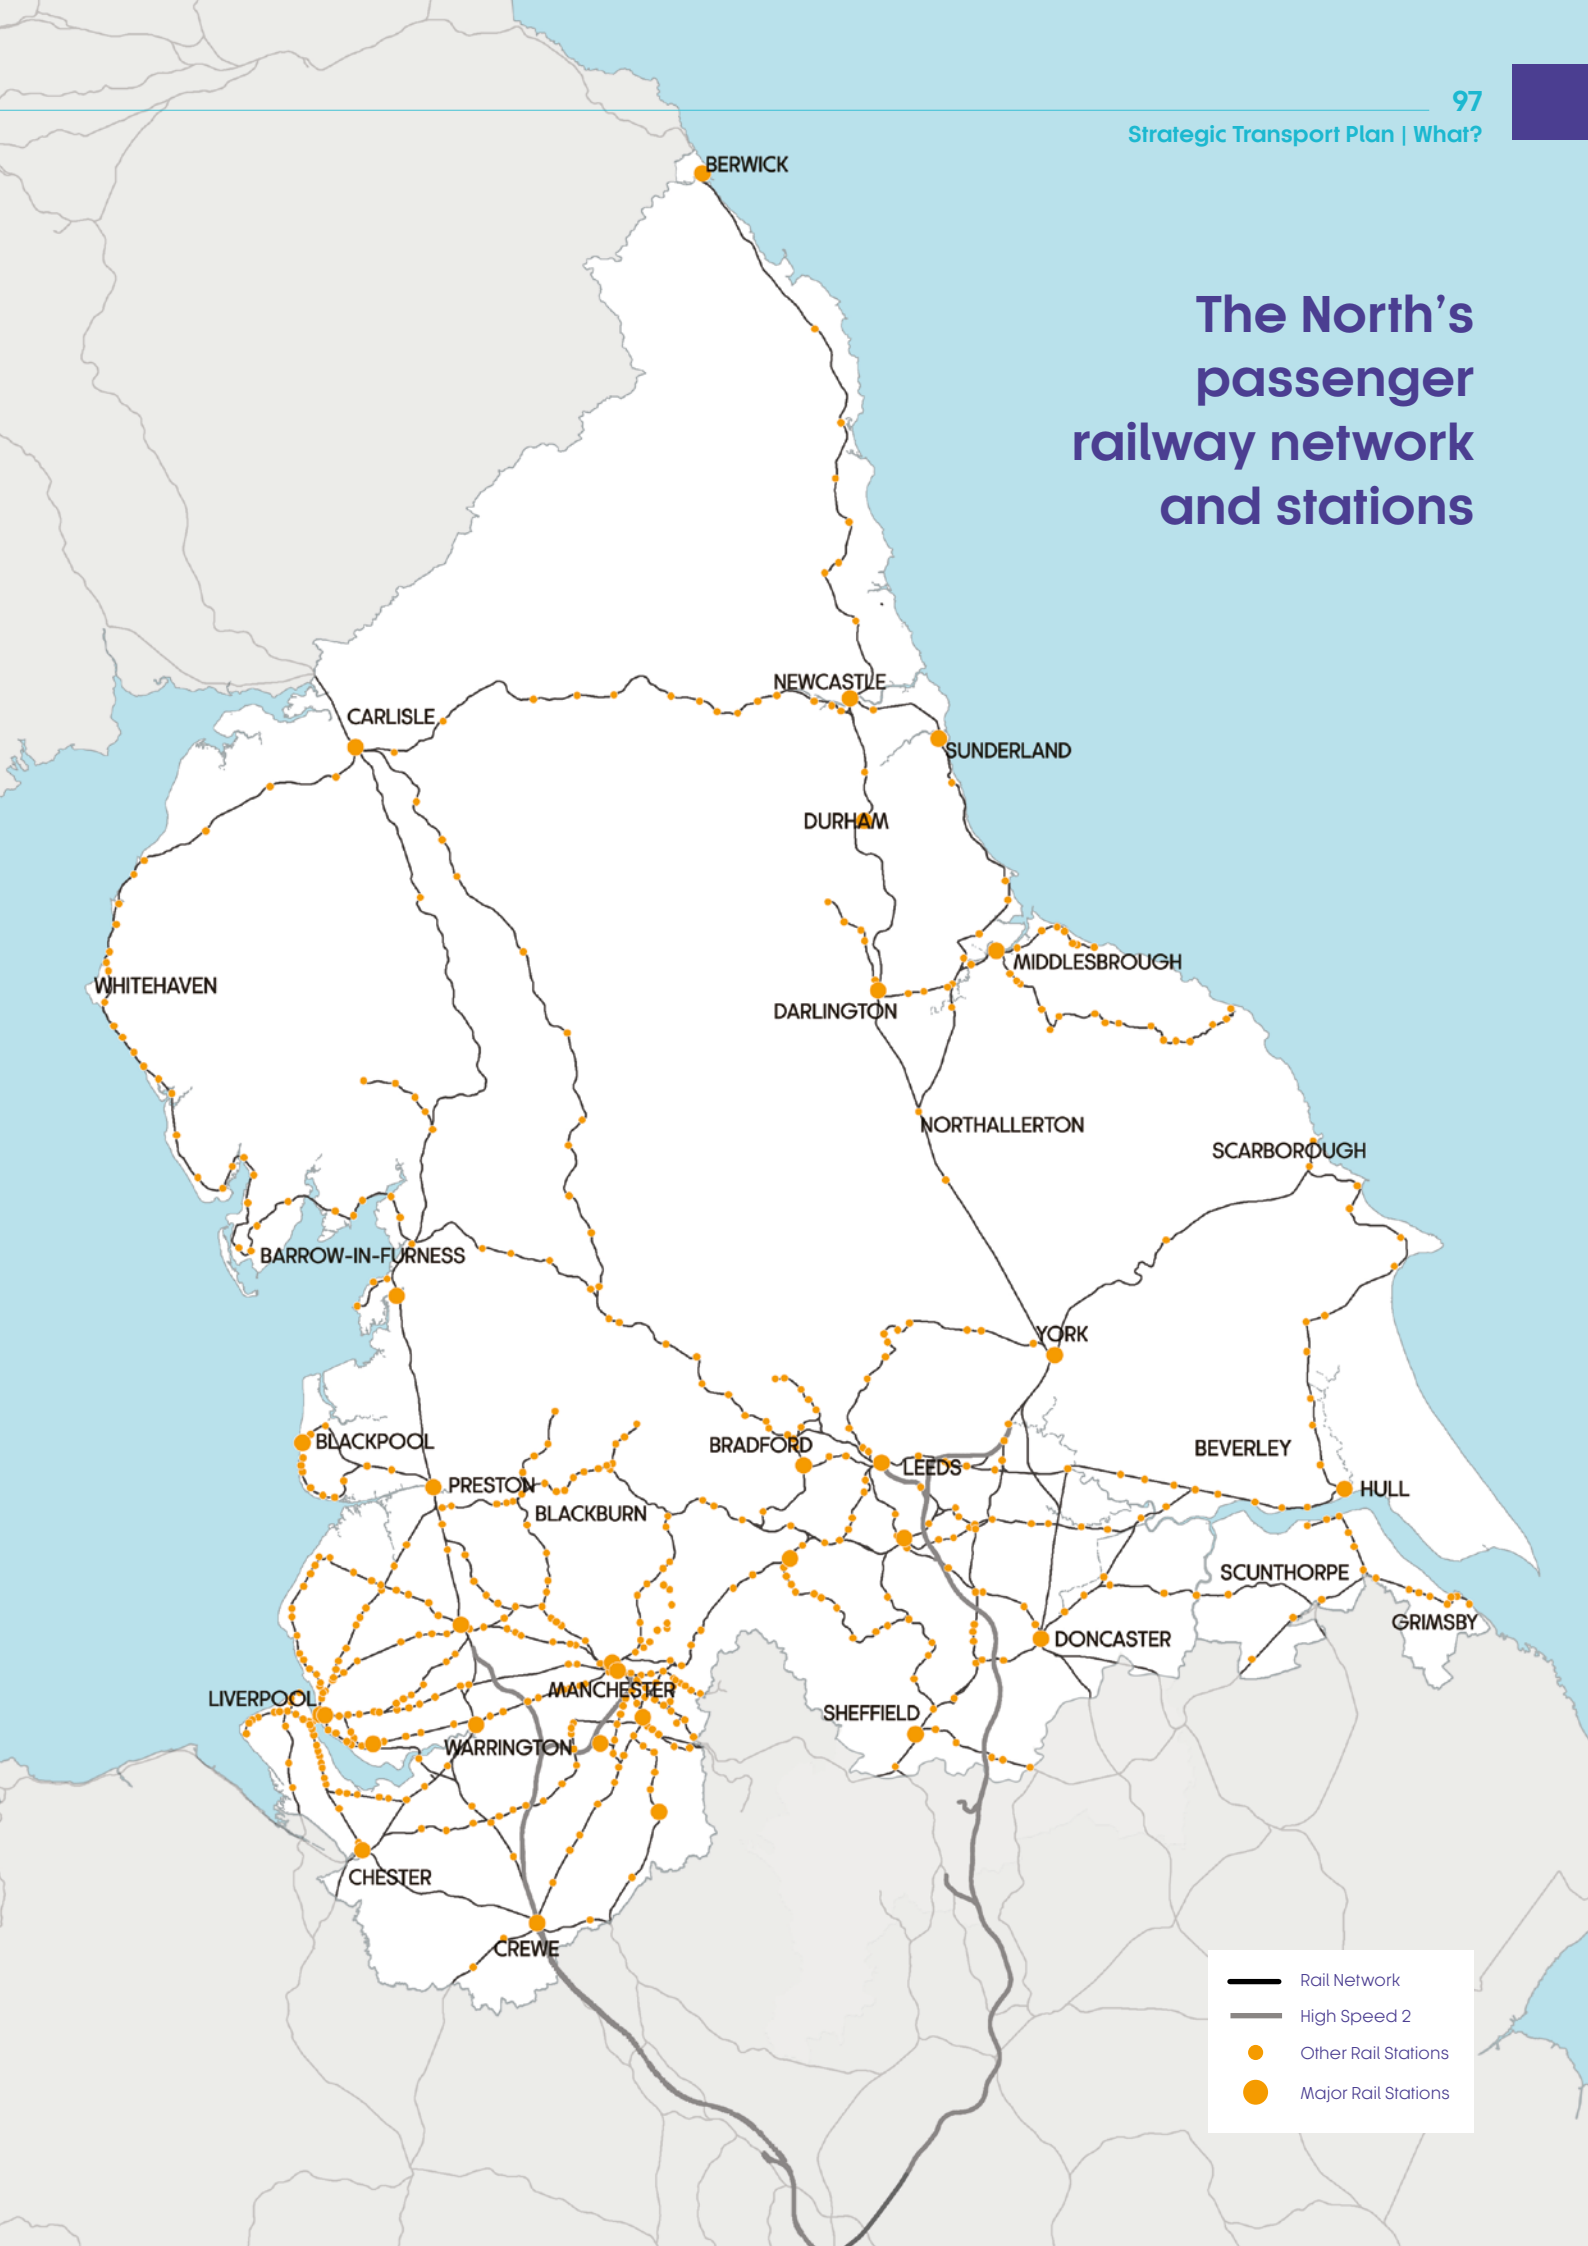 97
Strategic Transport Plan | What?
The North's
passenger
railway network
and stations
BERWICK
NEWCASTLE
CARLISLE
SUNDERLAND
DURHAM
MIDDLESBROUGH
WHITEHAVEN
DARLINGTON
NORTHALLERTON
SCARBOROUGH
BARROW-IN-FURNESS
YORK
BLACKPOOL
BRADFORD
BEVERLEY
LEEDS
PRESTON
HULL
BLACKBURN
SCUNTHORPE
GRIMSBY
DONCASTER
MANCHESTER
LIVERPOOL
SHEFFIELD
WARRINGTON
CHESTER
CREWE
Rail Network
High Speed 2
Other Rail Stations
Major Rail Stations